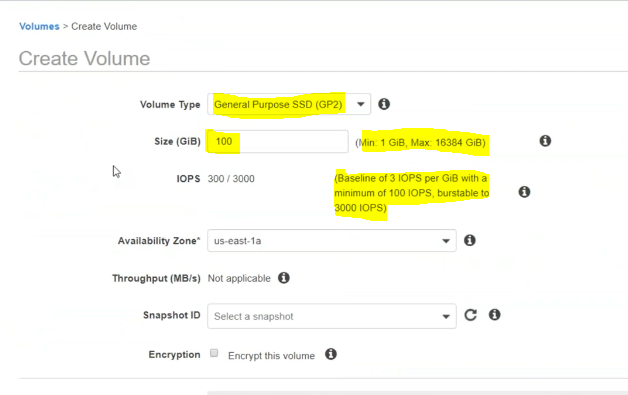 Volumes > Create Volume
Create Volume
Volume Type General Purpose SSD (GP2)
Size (GiB) 100 (Min: 1 GiB, Max: 16384 GiB)
IOPS 300 / 3000 (Baseline of 3 IOPS per GiB with a
minimum of 100 IOPS, burstable to
3000 IOPS)
Availability Zone* us-east-1a
Throughput (MB/s) Not applicable
Snapshot ID Select a snapshot
Encryption Encrypt this volume